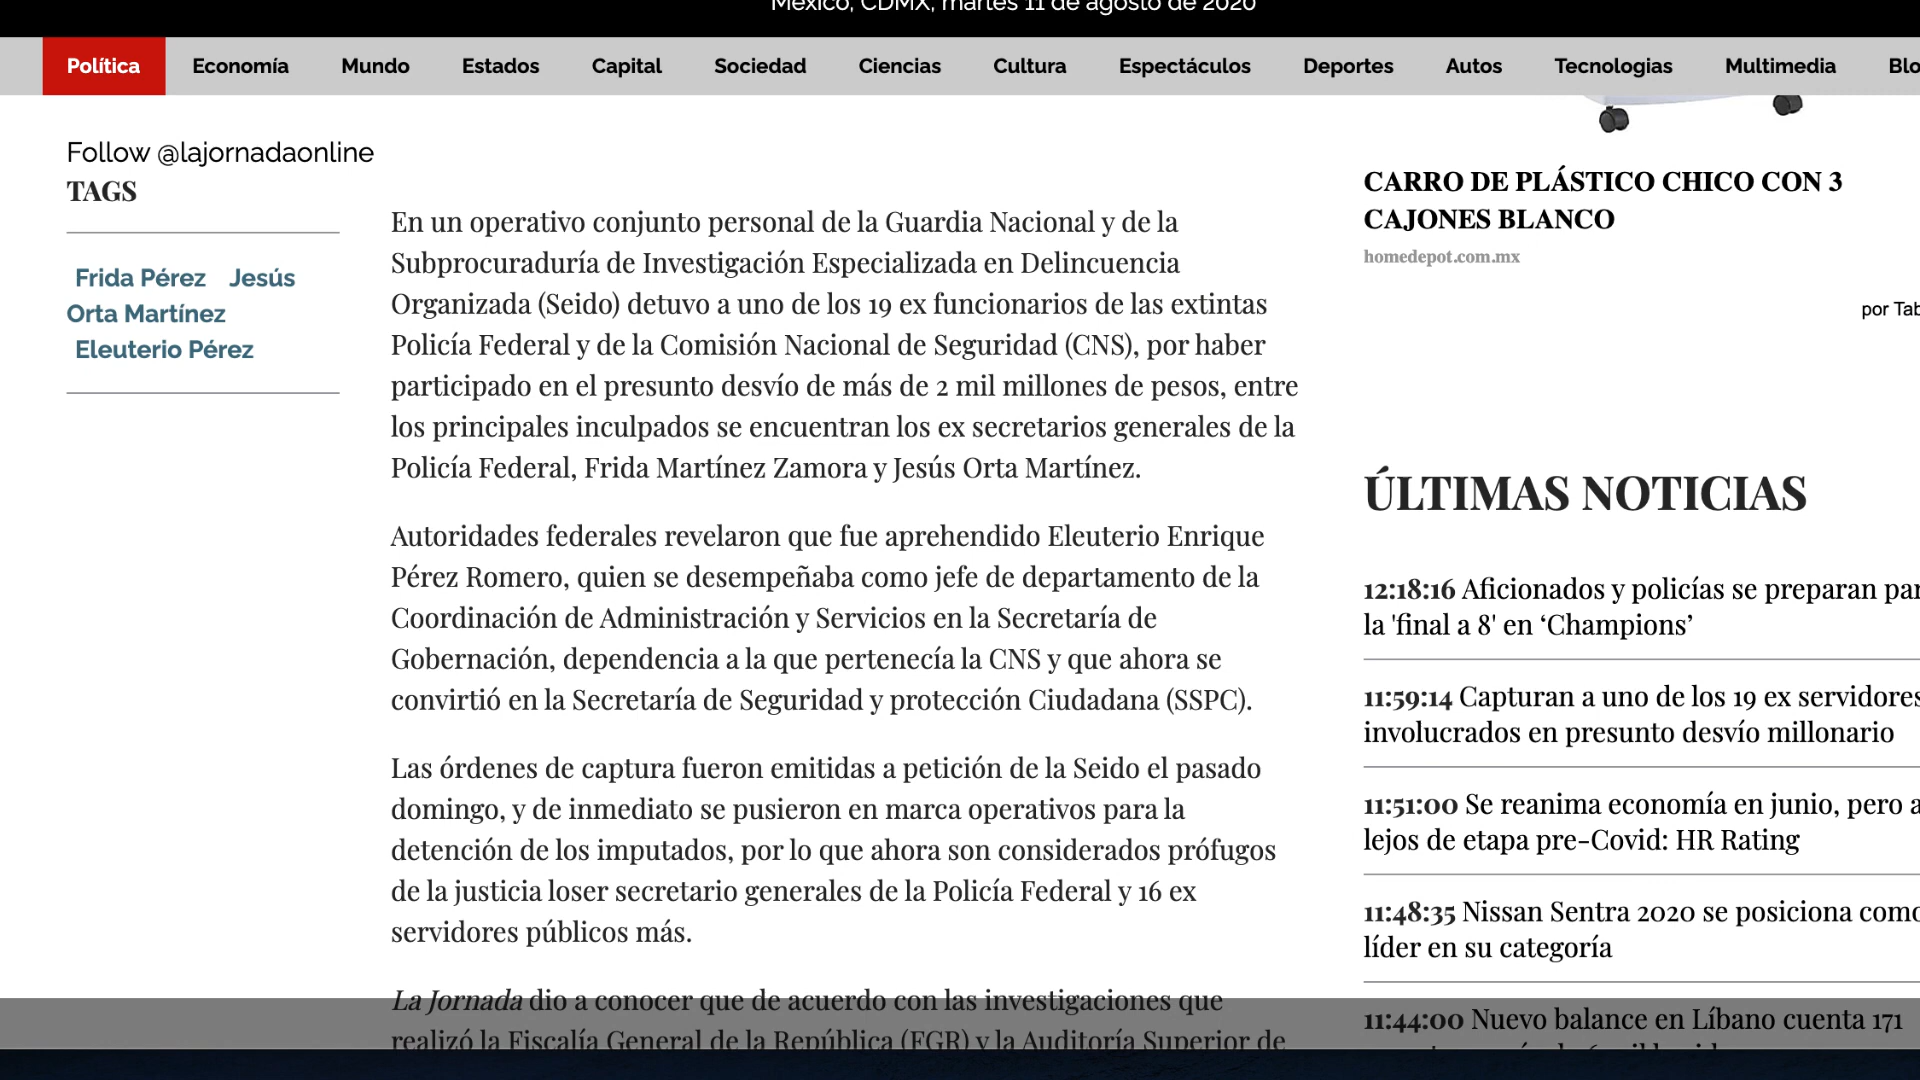 México, CDMX, martes 11 de agosto de 2020
Política Economía Mundo Estados Capital Sociedad Ciencias Cultura Espectáculos Deportes Autos Tecnologias Multimedia
Follow @lajornadaonline
TAGS
Frida Pérez Jesús
Orta Martínez
Eleuterio Pérez
En un operativo conjunto personal de la Guardia Nacional y de la
Subprocuraduría de Investigación Especializada en Delincuencia
Organizada (Seido) detuvo a uno de los 19 ex funcionarios de las extintas
Policía Federal y de la Comisión Nacional de Seguridad (CNS), por haber
participado en el presunto desvío de más de 2 mil millones de pesos, entre
los principales inculpados se encuentran los ex secretarios generales de la
Policía Federal, Frida Martínez Zamora y Jesús Orta Martínez.
Autoridades federales revelaron que fue aprehendido Eleuterio Enrique
Pérez Romero, quien se desempeñaba como jefe de departamento de la
Coordinación de Administración y Servicios en la Secretaría de
Gobernación, dependencia a la que pertenecía la CNS y que ahora se
convirtió en la Secretaría de Seguridad y protección Ciudadana (SSPC).
Las órdenes de captura fueron emitidas a petición de la Seido el pasado
domingo, y de inmediato se pusieron en marca operativos para la
detención de los imputados, por lo que ahora son considerados prófugos
de la justicia loser secretario generales de la Policía Federal y 16 ex
servidores públicos más.
La Jornada dio a conocer que de acuerdo con las investigaciones que
realizó la Fiscalía General de la República (FGR) y la Auditoría Superior de
CARRO DE PLÁSTICO CHICO CON 3
CAJONES BLANCO
homedepot.com.mx
por
ÚLTIMAS NOTICIAS
12:18:16 Aficionados y policías se preparan
la 'final a 8' en ‘Champions’
11:59:14 Capturan a uno de los 19 ex servidores
involucrados en presunto desvío millonario
11:51:00 Se reanima economía en junio, pero
lejos de etapa pre-Covid: HR Rating
11:48:35 Nissan Sentra 2020 se posiciona como
líder en su categoría
11:44:00 Nuevo balance en Líbano cuenta 171